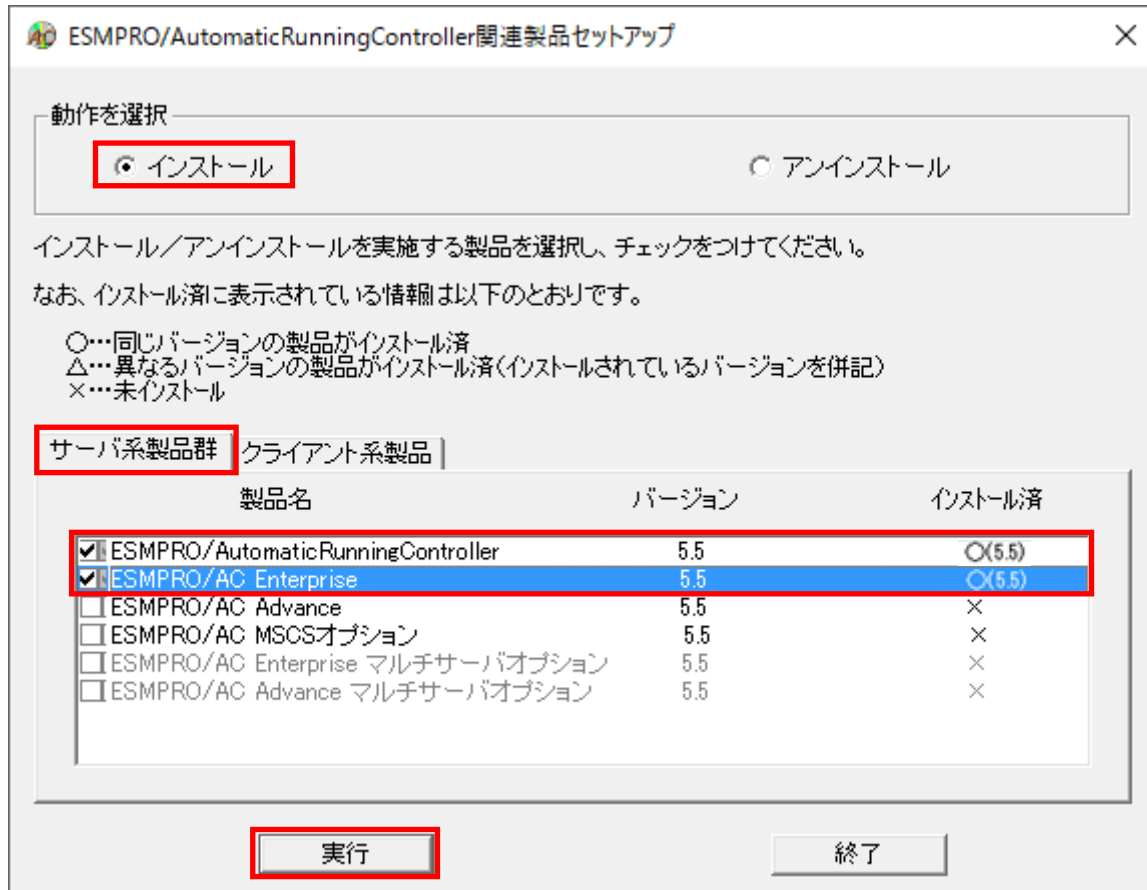 ESMPRO/AutomaticRunningController関連製品セットアップ
動作を選択
インストール アンインストール
インストール／アンインストールを実施する製品を選択し、チェックをつけてください。
なお、インストール済に表示されている情報は以下のとおりです。
○…同じバージョンの製品がインストール済
△…異なるバージョンの製品がインストール済(インストールされているバージョンを併記)
×…未インストール
サーバ系製品群 クライアント系製品
製品名 バージョン インストール済
ESMPRO/AutomaticRunningController 5.5 ○(5.5)
ESMPRO/AC Enterprise 5.5 ○(5.5)
ESMPRO/AC Advance 5.5 ×
ESMPRO/AC MSCSオプション 5.5 ×
ESMPRO/AC Enterprise マルチサーバオプション 5.5 ×
ESMPRO/AC Advance マルチサーバオプション 5.5 ×
実行 終了